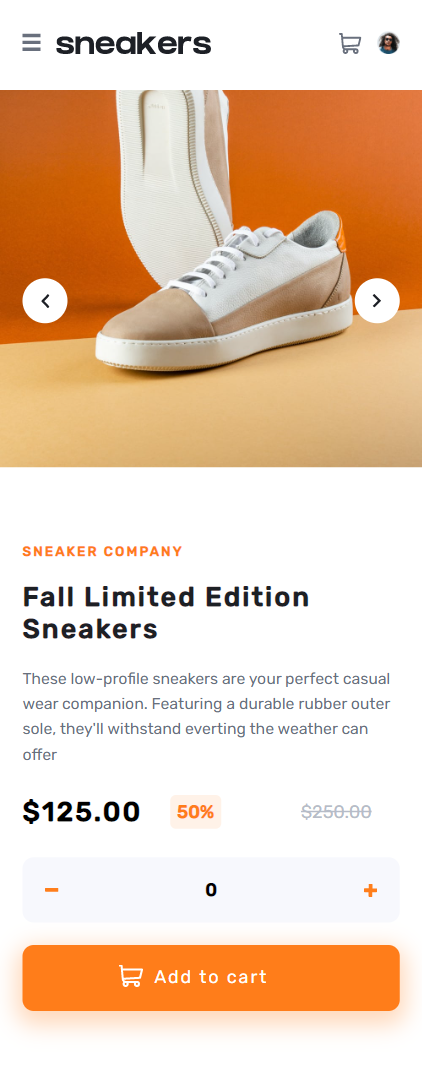 sneakers
SNEAKER COMPANY
Fall Limited Edition
Sneakers
These low-profile sneakers are your perfect casual
wear companion. Featuring a durable rubber outer
sole, they'll withstand everting the weather can
offer
$125.00 50% $250.00
0
Add to cart